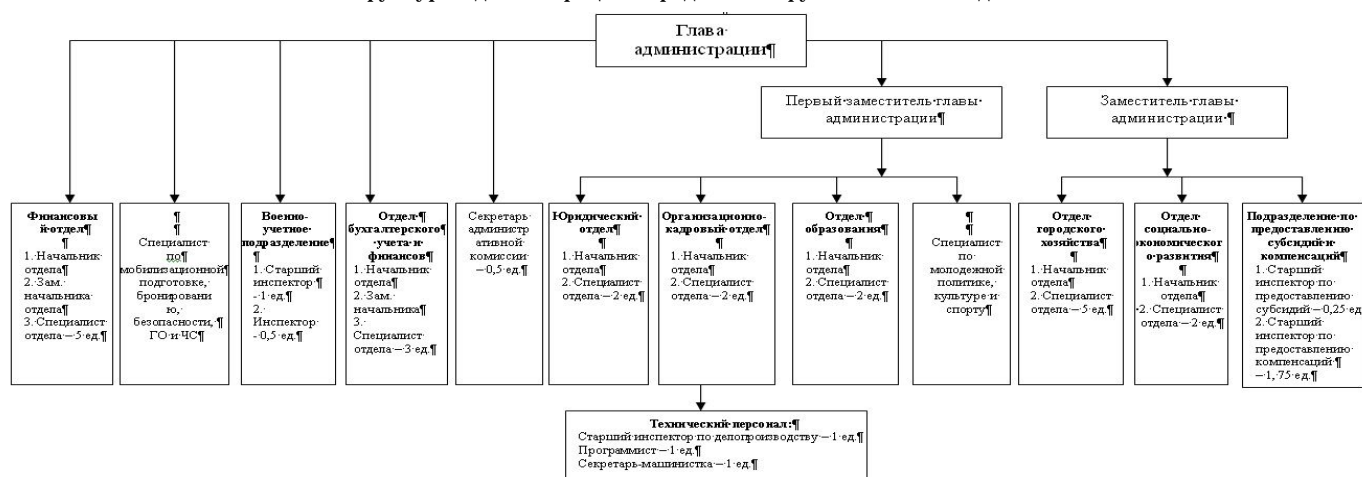 Глава
администрации
Первый заместитель главы
администрации
Заместитель главы
администрации
Финансовы
й отдел
1. Начальник
отдела
2. Зам.
начальника
отдела
3. Специалист
отдела – 5 ед.
Специалист
по
мобилизационной
подготовке,
бронировани
ю,
безопасности,
ГО и ЧС
Военно-
учетное
подразделение
1. Старший
инспектор
- 1 ед.
2.
Инспектор
- 0,5 ед.
Отдел
бухгалтерского
учета и
финансов
1. Начальник
отдела
2. Зам.
начальника
3.
Специалист
отдела – 3 ед.
Секретарь
администр
ативной
комиссии
– 0,5 ед.
Юридический
отдел
1. Начальник
отдела
2. Специалист
отдела – 2 ед.
Организационно-
кадровый отдел
1. Начальник
отдела
2. Специалист
отдела – 2 ед.
Отдел
образования
1. Начальник
отдела
2. Специалист
отдела – 2 ед.
Специалист
по
молодежной
политике,
культуре и
спорту
Отдел
городского
хозяйства
1. Начальник
отдела
2. Специалист
отдела – 5 ед.
Отдел
социально-
экономическог
о развития
1. Начальник
отдела
2. Специалист
отдела – 2 ед.
Подразделение по
предоставлению
субсидий и
компенсаций
1. Старший
инспектор по
предоставлению
субсидий – 0,25 ед
2. Старший
инспектор по
предоставлению
компенсаций
– 1,75 ед.
Технический персонал:
Старший инспектор по делопроизводству – 1 ед.
Программист – 1 ед.
Секретарь-машинистка – 1 ед.